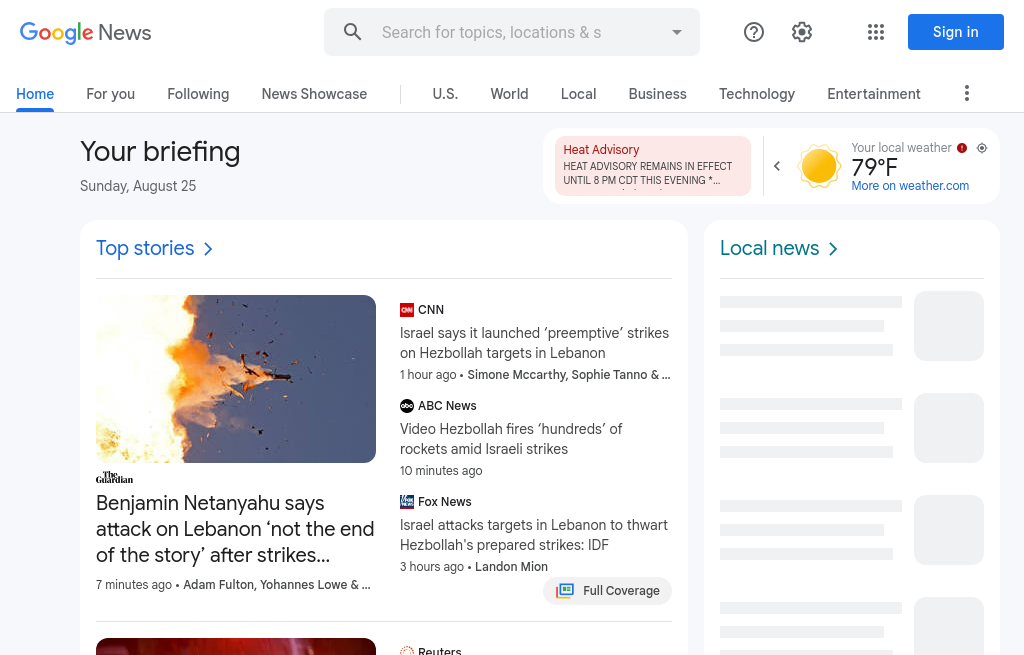 Google News
Search for topics, locations & s
Sign in
Home
For you
Following
News Showcase
U.S.
World
Local
Business
Technology
Entertainment
Your briefing
Sunday, August 25
Heat Advisory
HEAT ADVISORY REMAINS IN EFFECT
UNTIL 8 PM CDT THIS EVENING *...
Your local weather
79°F
More on weather.com
Top stories
The
Guardian
Benjamin Netanyahu says
attack on Lebanon ‘not the end
of the story’ after strikes...
7 minutes ago • Adam Fulton, Yohannes Lowe & ...
CNN
Israel says it launched ‘preemptive’ strikes
on Hezbollah targets in Lebanon
1 hour ago • Simone Mccarthy, Sophie Tanno & ...
abc ABC News
Video Hezbollah fires ‘hundreds’ of
rockets amid Israeli strikes
10 minutes ago
Fox News
Israel attacks targets in Lebanon to thwart
Hezbollah's prepared strikes: IDF
3 hours ago • Landon Mion
Full Coverage
Reuters
Local news